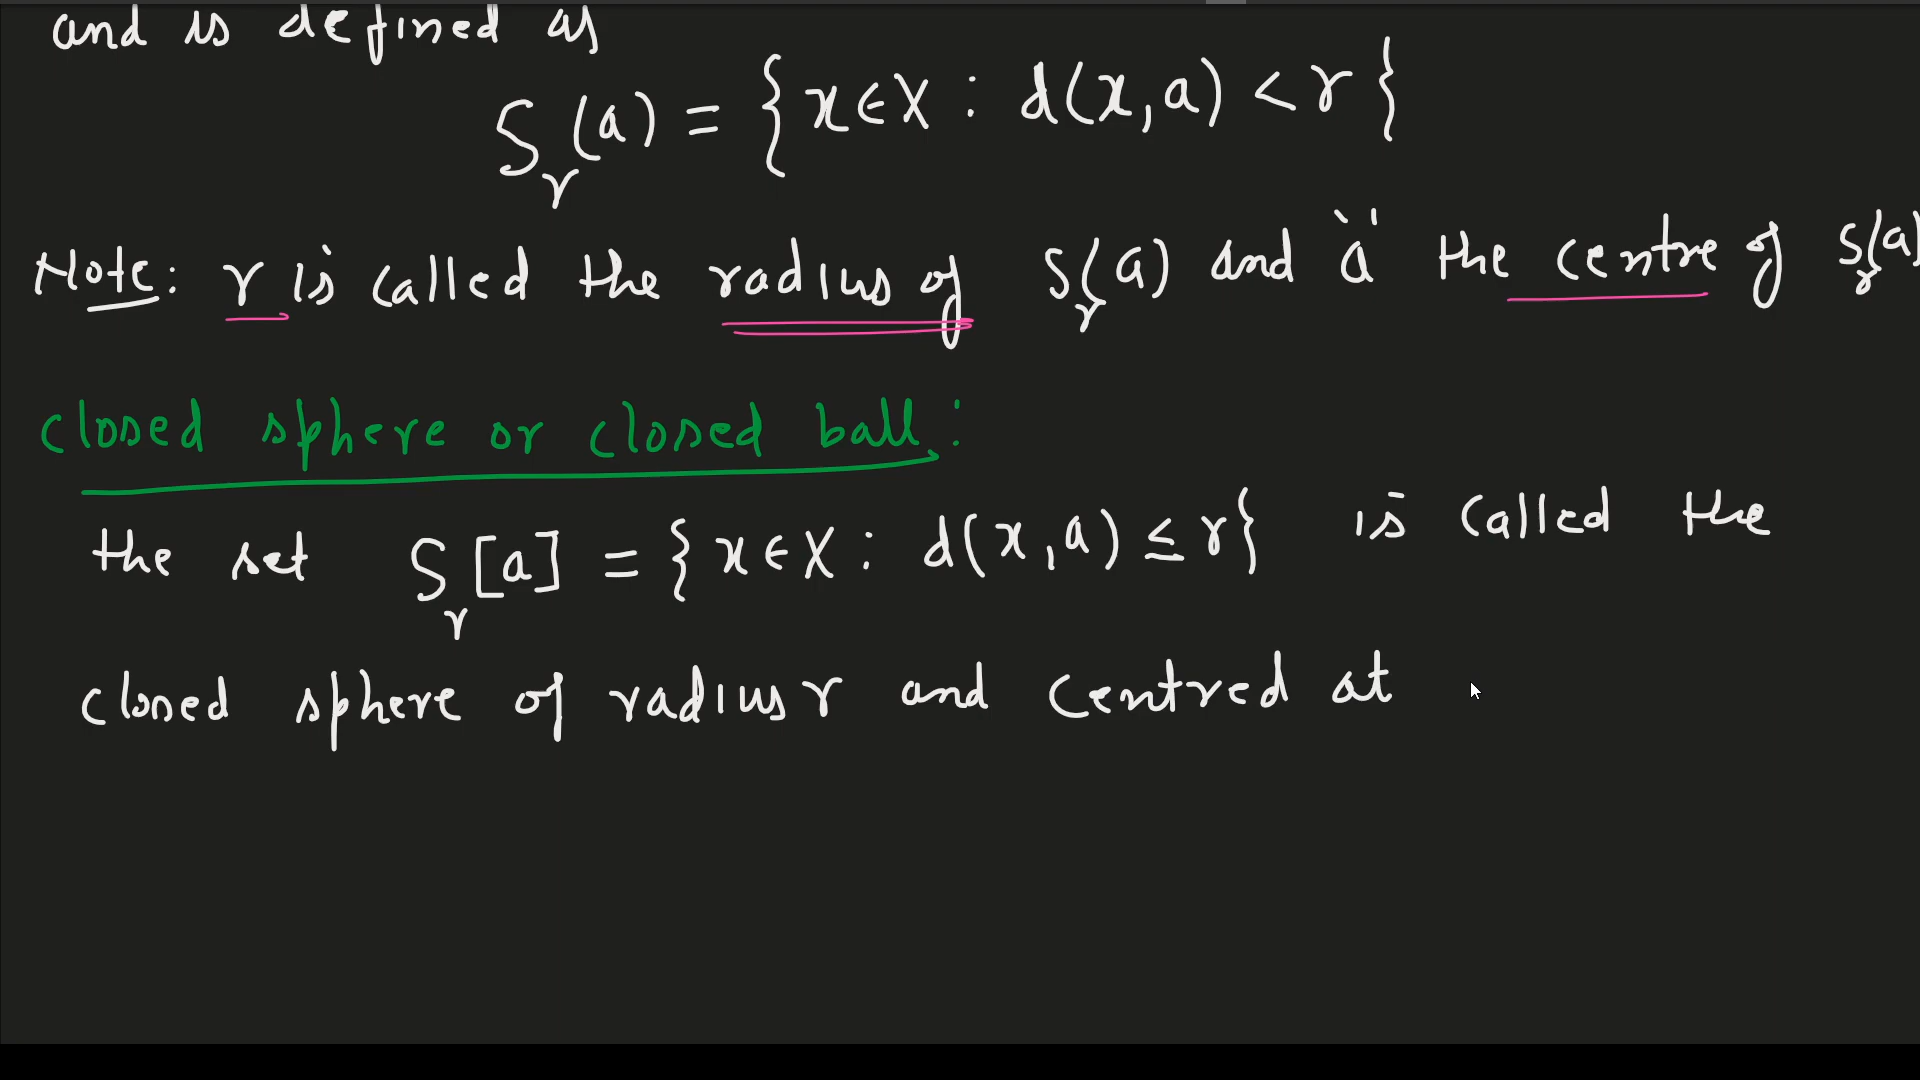 and is defined as
S_r(a) = {x∈X : d(x,a) < r}
Note: r is called the radius of S_r(a) and 'a' the centre of S_r(a)
closed sphere or closed ball:
the set S_r[a] = {x∈X : d(x,a) ≤ r} is called the
closed sphere of radius r and centred at